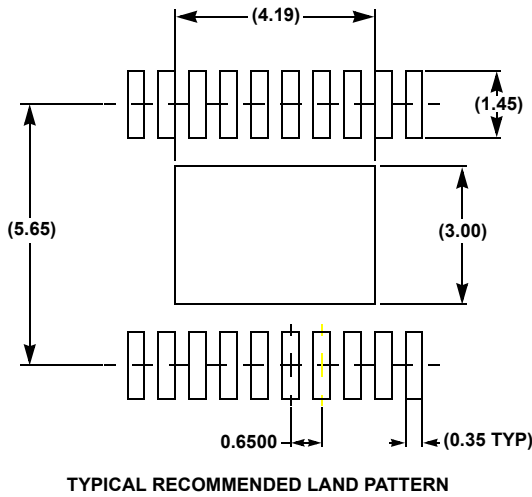 (4.19)
(1.45)
(5.65)
(3.00)
0.6500
(0.35 TYP)
TYPICAL RECOMMENDED LAND PATTERN